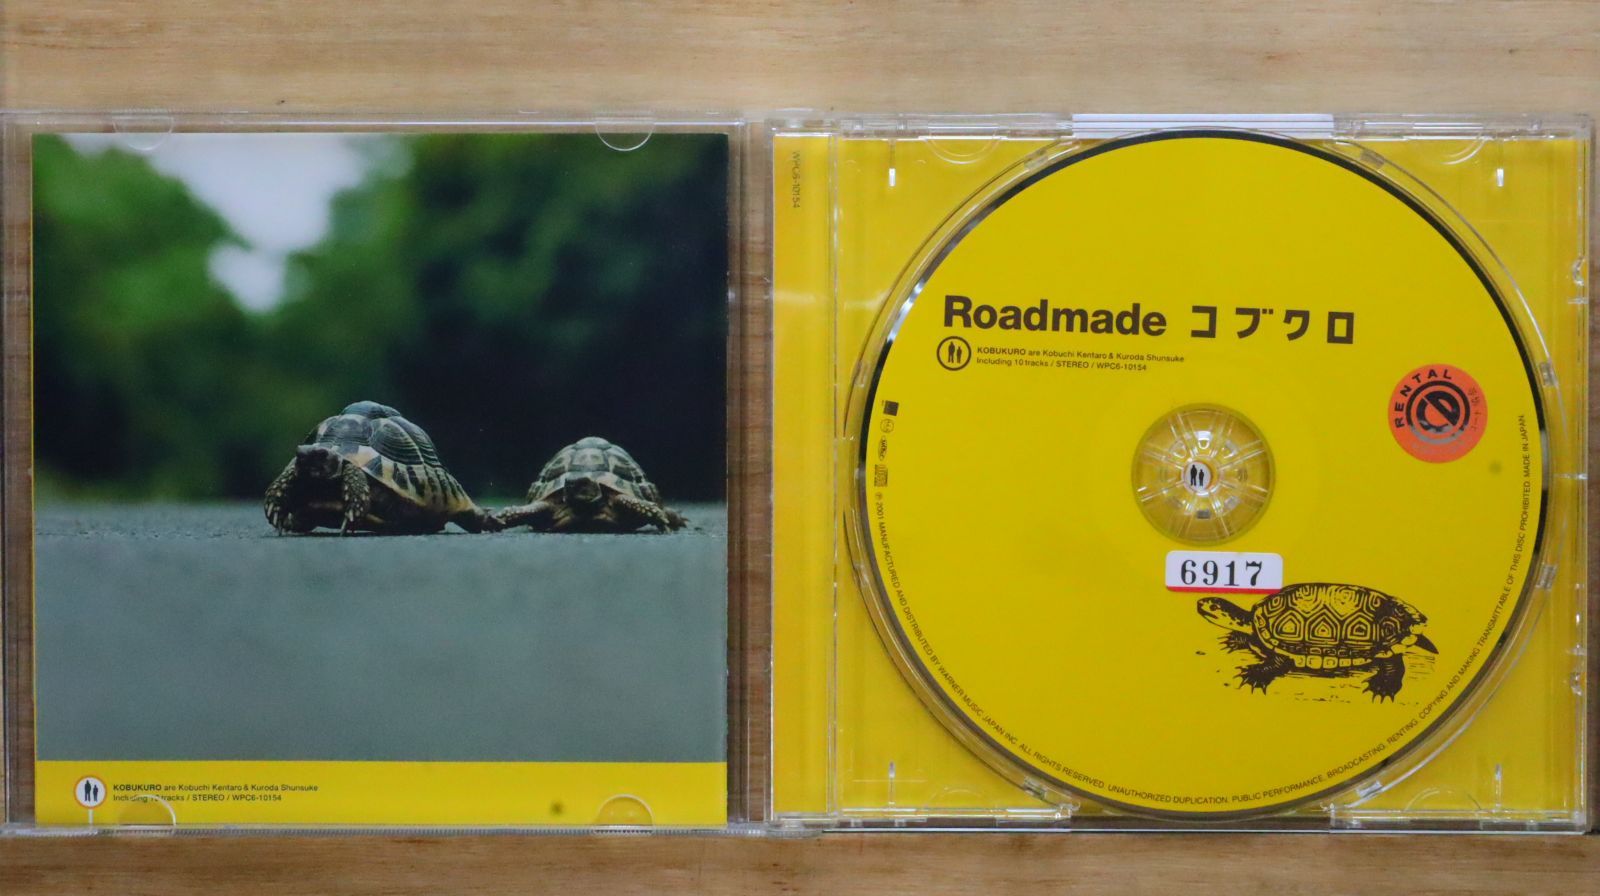 KOBUKURO are Kobuchi Kentaro & Kuroda Shunsuke
Including 10 tracks / STEREO / WPC6-10154
WPC6-10154
Roadmade コブクロ
KOBUKURO are Kobuchi Kentaro & Kuroda Shunsuke
Including 10 tracks / STEREO / WPC6-10154
RENTAL
6917
℗ 2001 MANUFACTURED AND DISTRIBUTED BY WARNER MUSIC JAPAN INC. ALL RIGHTS RESERVED. UNAUTHORIZED DUPLICATION, PUBLIC PERFORMANCE, BROADCASTING, RENTING, COPYING AND MAKING TRANSMITTABLE OF THIS DISC PROHIBITED. MADE IN JAPAN.